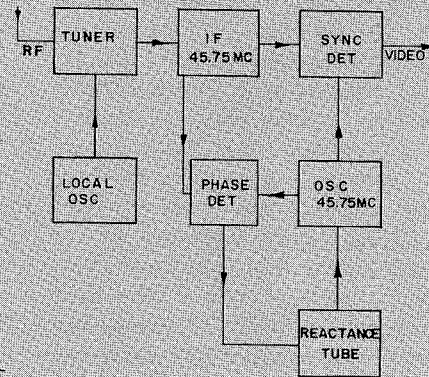 TUNER
RF
IF
45.75 MC
SYNC
DET
VIDEO
LOCAL
OSC
PHASE
DET
OSC
45.75MC
REACTANCE
TUBE